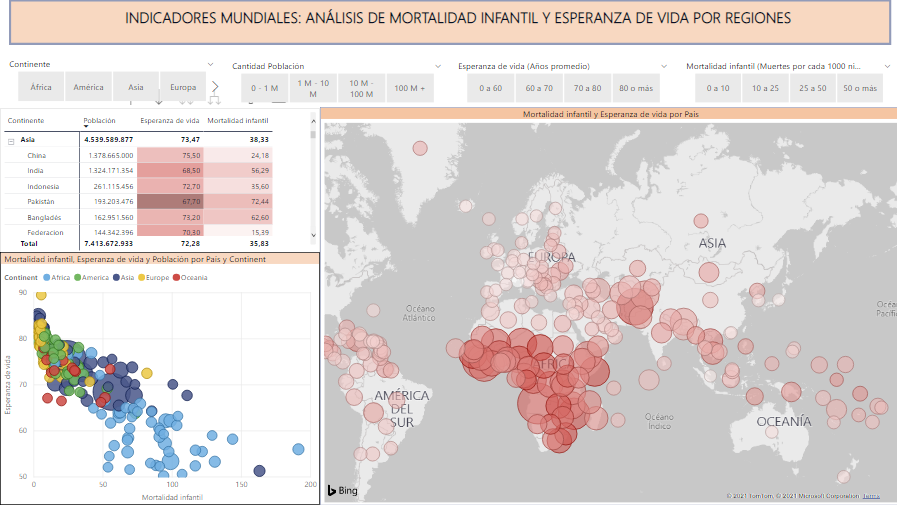 INDICADORES MUNDIALES: ANÁLISIS DE MORTALIDAD INFANTIL Y ESPERANZA DE VIDA POR REGIONES
Continente
África
América
Asia
Europa
Cantidad Población
0 - 1 M
1 M - 10 M
10 M - 100 M
100 M +
Esperanza de vida (Años promedio)
0 a 60
60 a 70
70 a 80
80 o más
Mortalidad infantil (Muertes por cada 1000 ni...
0 a 10
10 a 25
25 a 50
50 o más
Continente Población Esperanza de vida Mortalidad infantil
Asia 4.539.589.877 73,47 38,33
China 1.378.665.000 75,50 24,18
India 1.324.171.354 68,50 56,29
Indonesia 261.115.456 72,70 35,60
Pakistán 193.203.476 67,70 72,44
Bangladés 162.951.560 73,20 62,60
Federacion 144.342.396 70,30 15,39
Total 7.413.672.933 72,28 35,83
Mortalidad infantil, Esperanza de vida y Población por País y Continent
Continent Africa America Asia Europe Oceania
90
80
70
60
50
Esperanza de vida
0 50 100 150 200
Mortalidad infantil
Mortalidad infantil y Esperanza de vida por País
EUROPA
ASIA
Océano
Atlántico
ÁFRICA
AMÉRICA
DEL
SUR
Océano
Índico
OCEANÍA
Bing
© 2021 TomTom, © 2021 Microsoft Corporation Terms